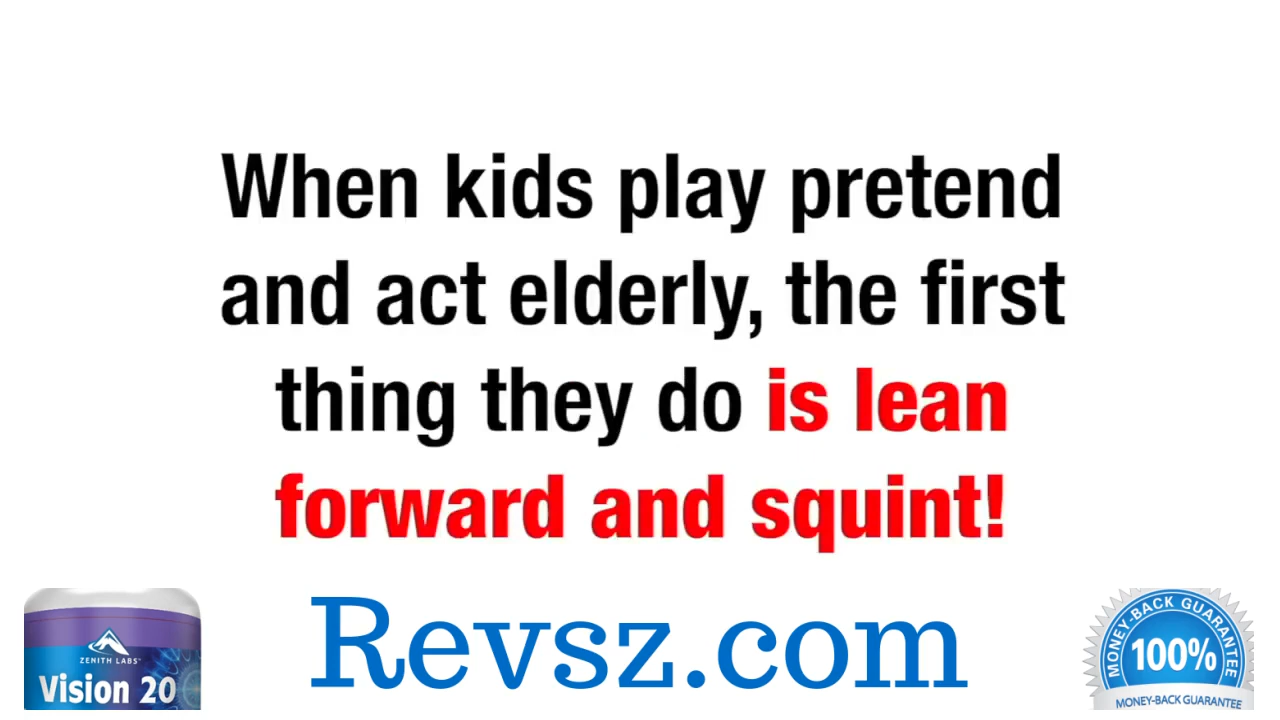 When kids play pretend
and act elderly, the first
thing they do is lean
forward and squint!
ZENITH LABS™
Vision 20
Revsz.com
MONEY-BACK GUARANTEE
100%
MONEY-BACK GUARANTEE